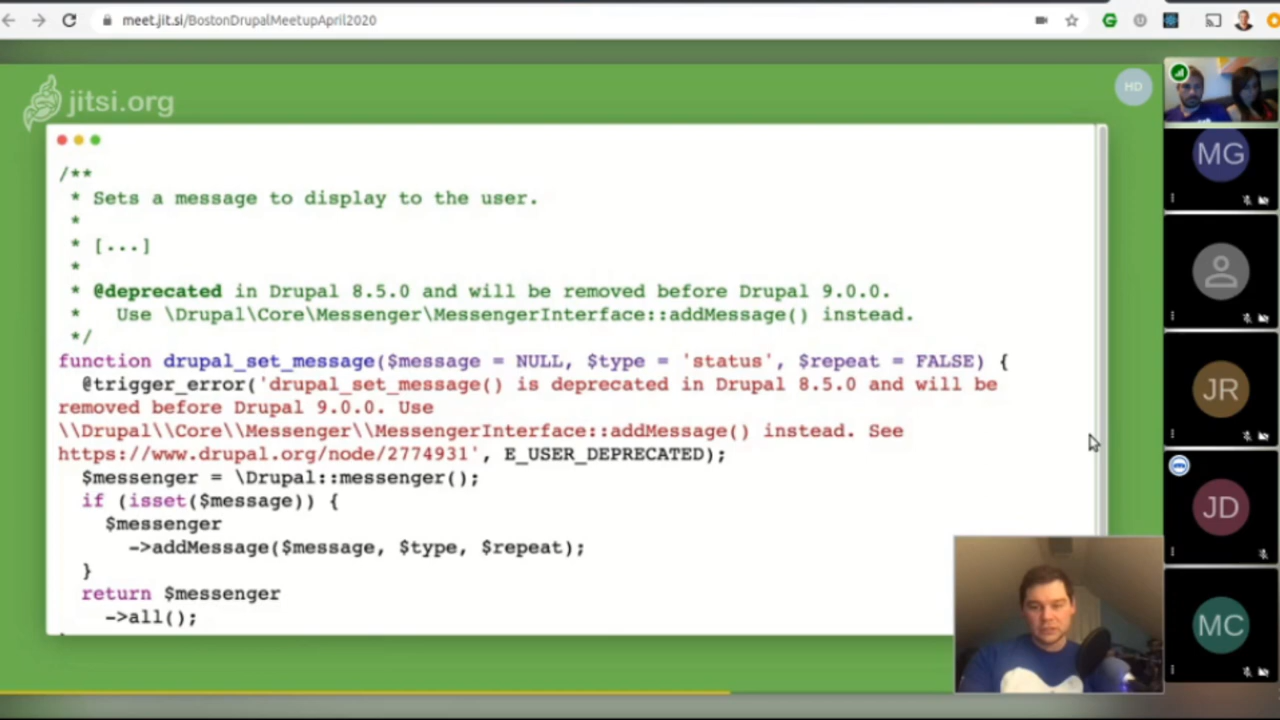 meet.jit.si/BostonDrupalMeetupApril2020
jitsi.org
HD
/**
* Sets a message to display to the user.
*
* [...]
*
* @deprecated in Drupal 8.5.0 and will be removed before Drupal 9.0.0.
* Use \Drupal\Core\Messenger\MessengerInterface::addMessage() instead.
*/
function drupal_set_message($message = NULL, $type = 'status', $repeat = FALSE) {
@trigger_error('drupal_set_message() is deprecated in Drupal 8.5.0 and will be
removed before Drupal 9.0.0. Use
\\Drupal\\Core\\Messenger\\MessengerInterface::addMessage() instead. See
https://www.drupal.org/node/2774931', E_USER_DEPRECATED);
$messenger = \Drupal::messenger();
if (isset($message)) {
$messenger
->addMessage($message, $type, $repeat);
}
return $messenger
->all();
MG
JR
JD
MC